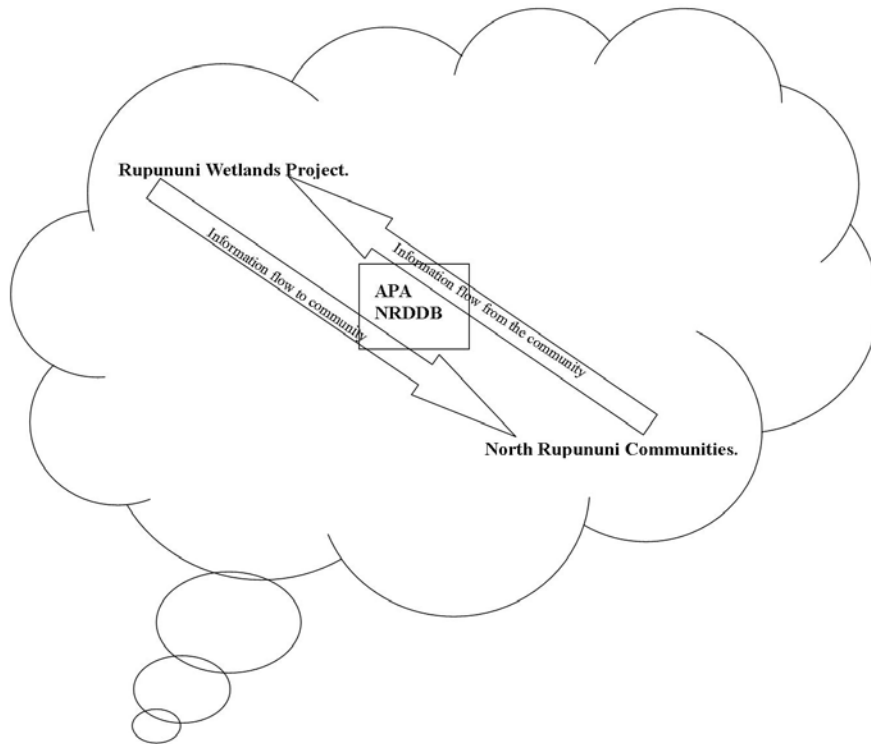 Rupununi Wetlands Project.
Information flow to community
Information flow from the community
APA
NRDDB
North Rupununi Communities.